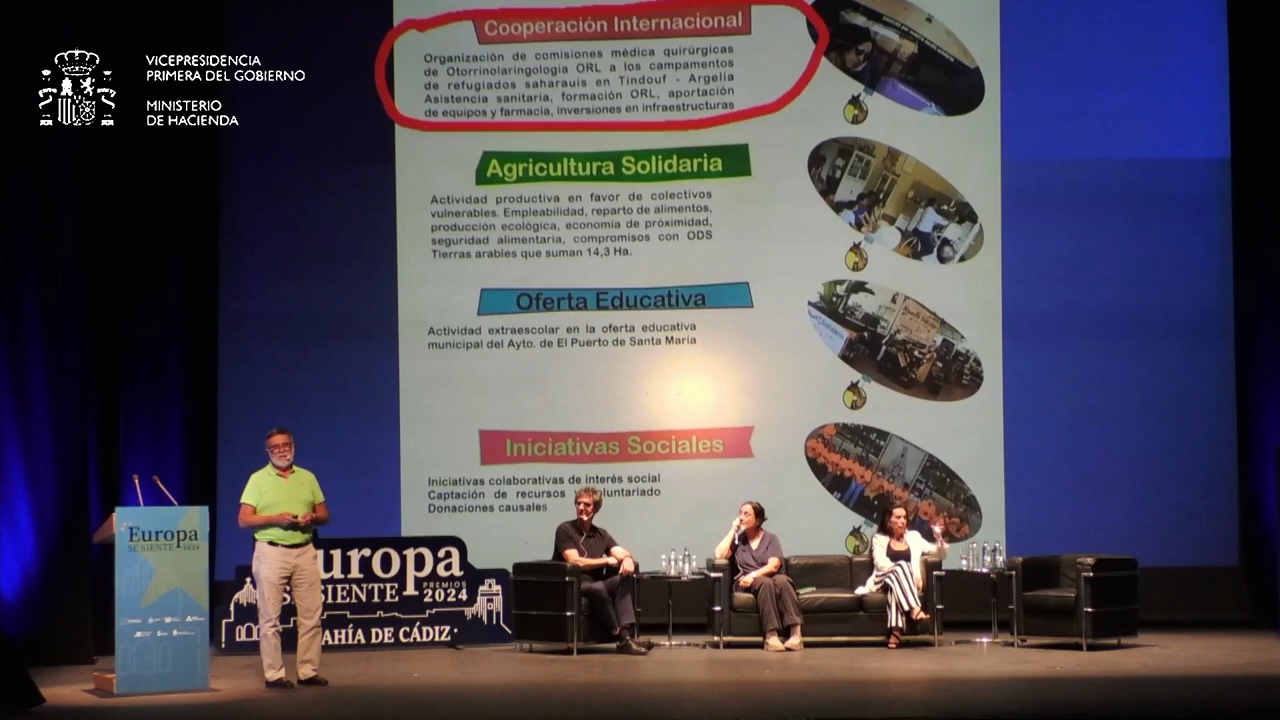 VICEPRESIDENCIA
PRIMERA DEL GOBIERNO
MINISTERIO
DE HACIENDA
Cooperación Internacional
Organización de comisiones médica quirúrgicas
de Otorrinolaringología ORL a los campamentos
de refugiados saharauis en Tindouf - Argelia
Asistencia sanitaria, formación ORL, aportación
de equipos y farmacia, inversiones en infraestructuras
Agricultura Solidaria
Actividad productiva en favor de colectivos
vulnerables. Empleabilidad, reparto de alimentos,
producción ecológica, economía de próximidad,
seguridad alimentaria, compromisos con ODS
Tierras arables que suman 14,3 Ha.
Oferta Educativa
Actividad extraescolar en la oferta educativa
municipal del Ayto. de El Puerto de Santa María
Iniciativas Sociales
Iniciativas colaborativas de interés social
Captación de recursos voluntariado
Donaciones causales
Europa
SE SIENTE 2024
uropa
SE SIENTE PREMIOS
2024
AHÍA DE CÁDIZ